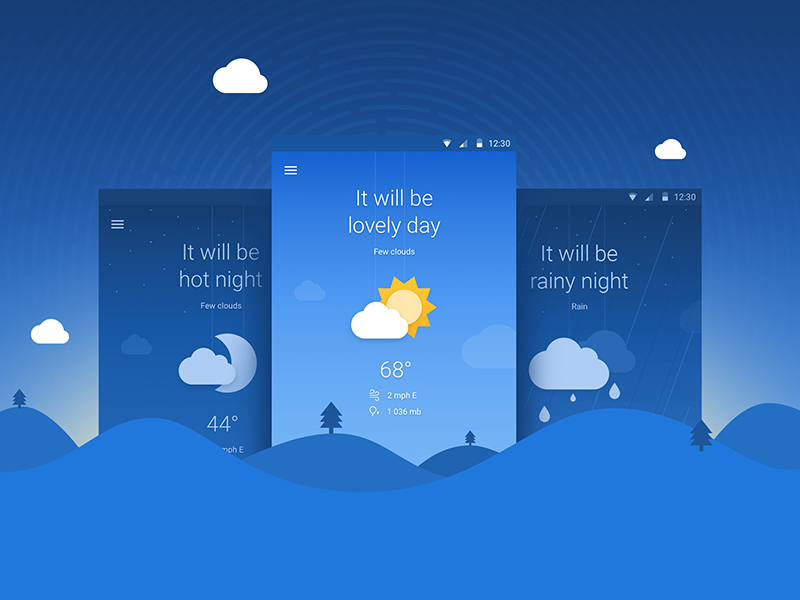 12:30
It will be
lovely day
Few clouds
68°
2 mph E
1 036 mb
It will be
hot night
Few clouds
44°
mph E
12:30
It will be
rainy night
Rain